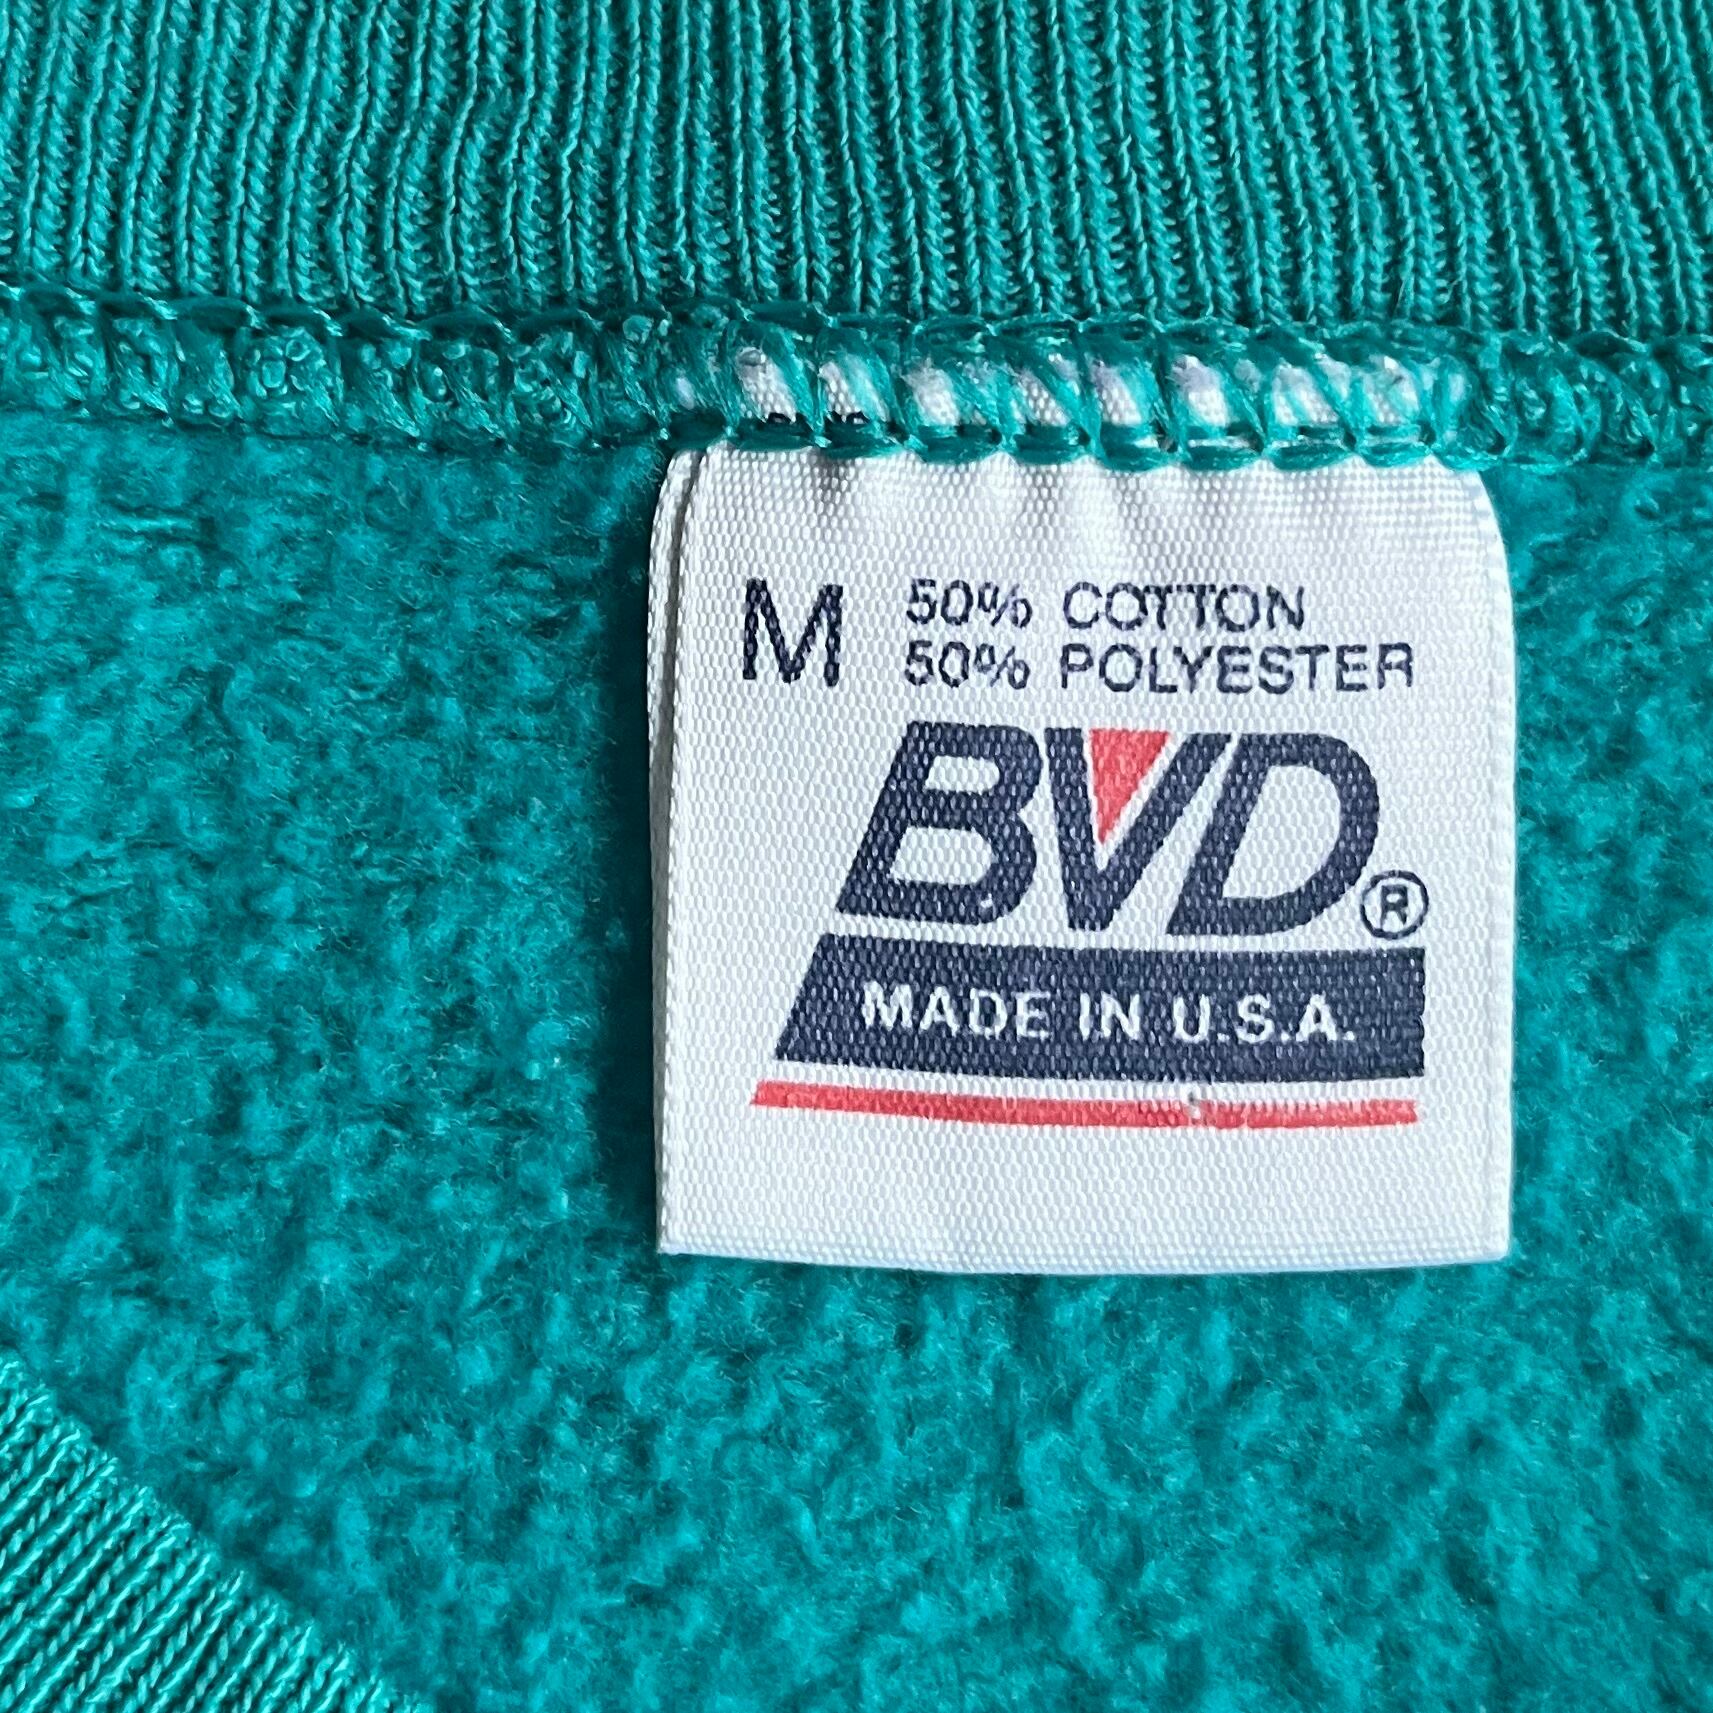 M 50% COTTON
50% POLYESTER
BVD®
MADE IN U.S.A.